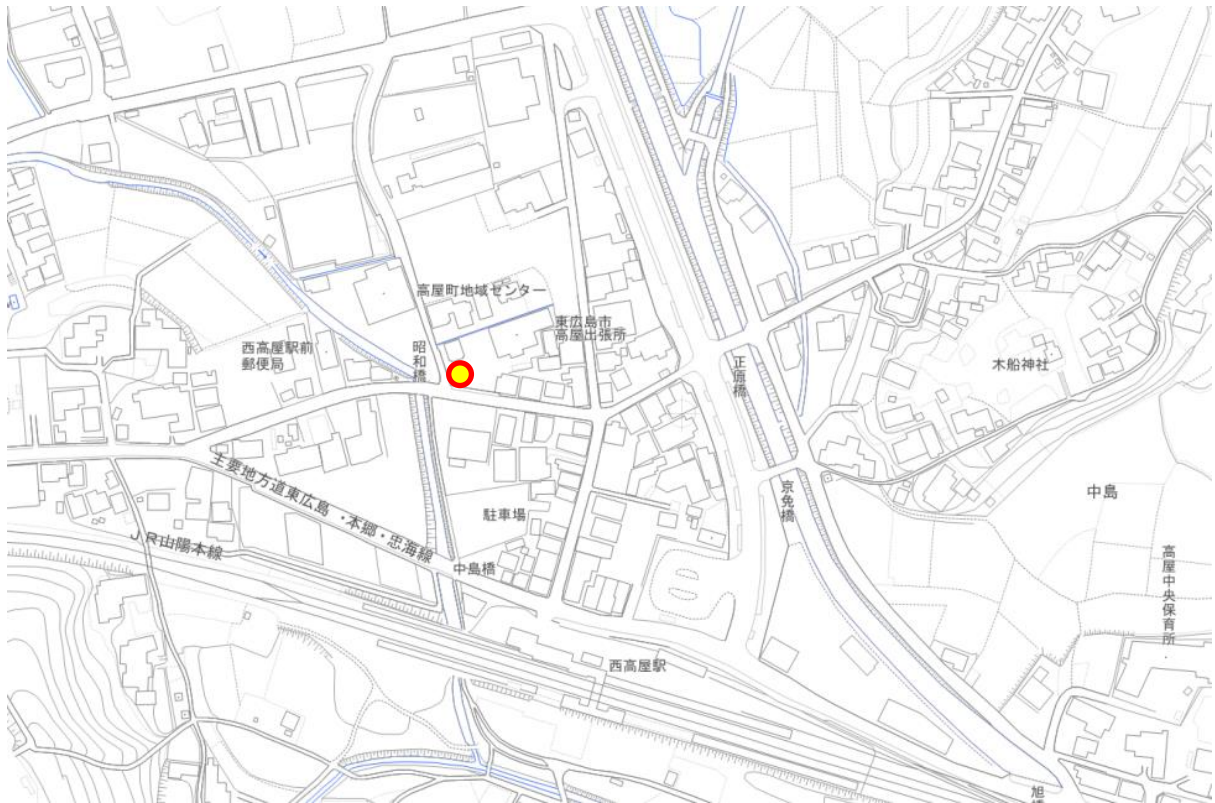 高屋町地域センター
東広島市
高屋出張所
昭和橋
西高屋駅前
郵便局
正原橋
木船神社
主要地方道東広島・本郷・忠海線
駐車場
京免橋
中島
JR山陽本線
中島橋
高屋中央保育所
西高屋駅